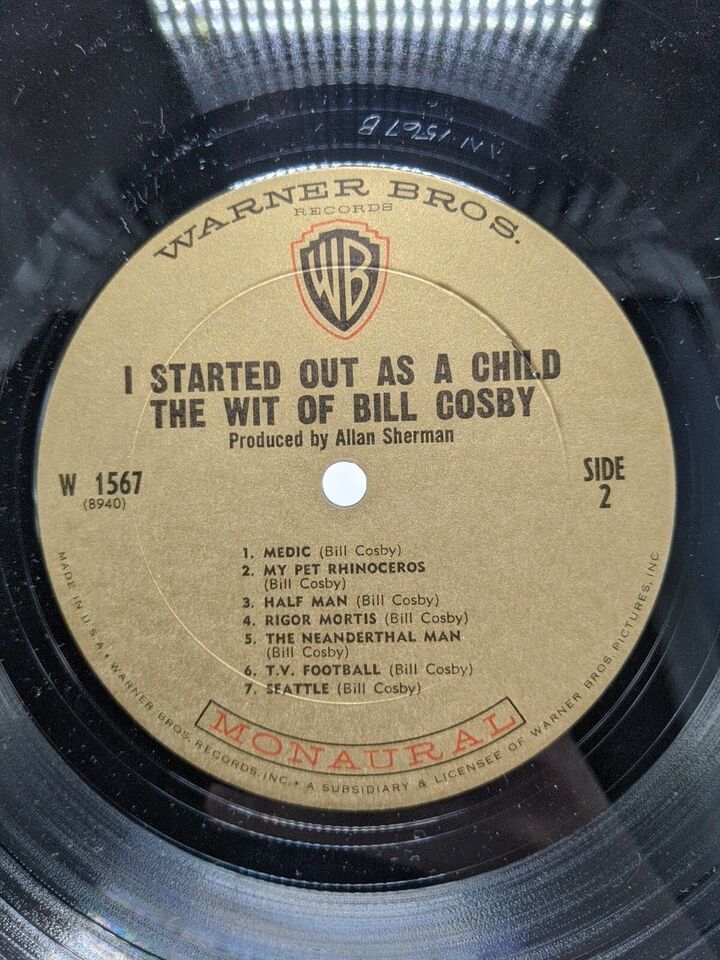 AN 1567 B
WARNER BROS.
RECORDS
WB
I STARTED OUT AS A CHILD
THE WIT OF BILL COSBY
Produced by Allan Sherman
W 1567
(8940)
SIDE
2
1. MEDIC (Bill Cosby)
2. MY PET RHINOCEROS
(Bill Cosby)
3. HALF MAN (Bill Cosby)
4. RIGOR MORTIS (Bill Cosby)
5. THE NEANDERTHAL MAN
(Bill Cosby)
6. T.V. FOOTBALL (Bill Cosby)
7. SEATTLE (Bill Cosby)
MONAURAL
MADE IN U.S.A. • WARNER BROS. RECORDS, INC. • A SUBSIDIARY & LICENSEE OF WARNER BROS. PICTURES, INC.